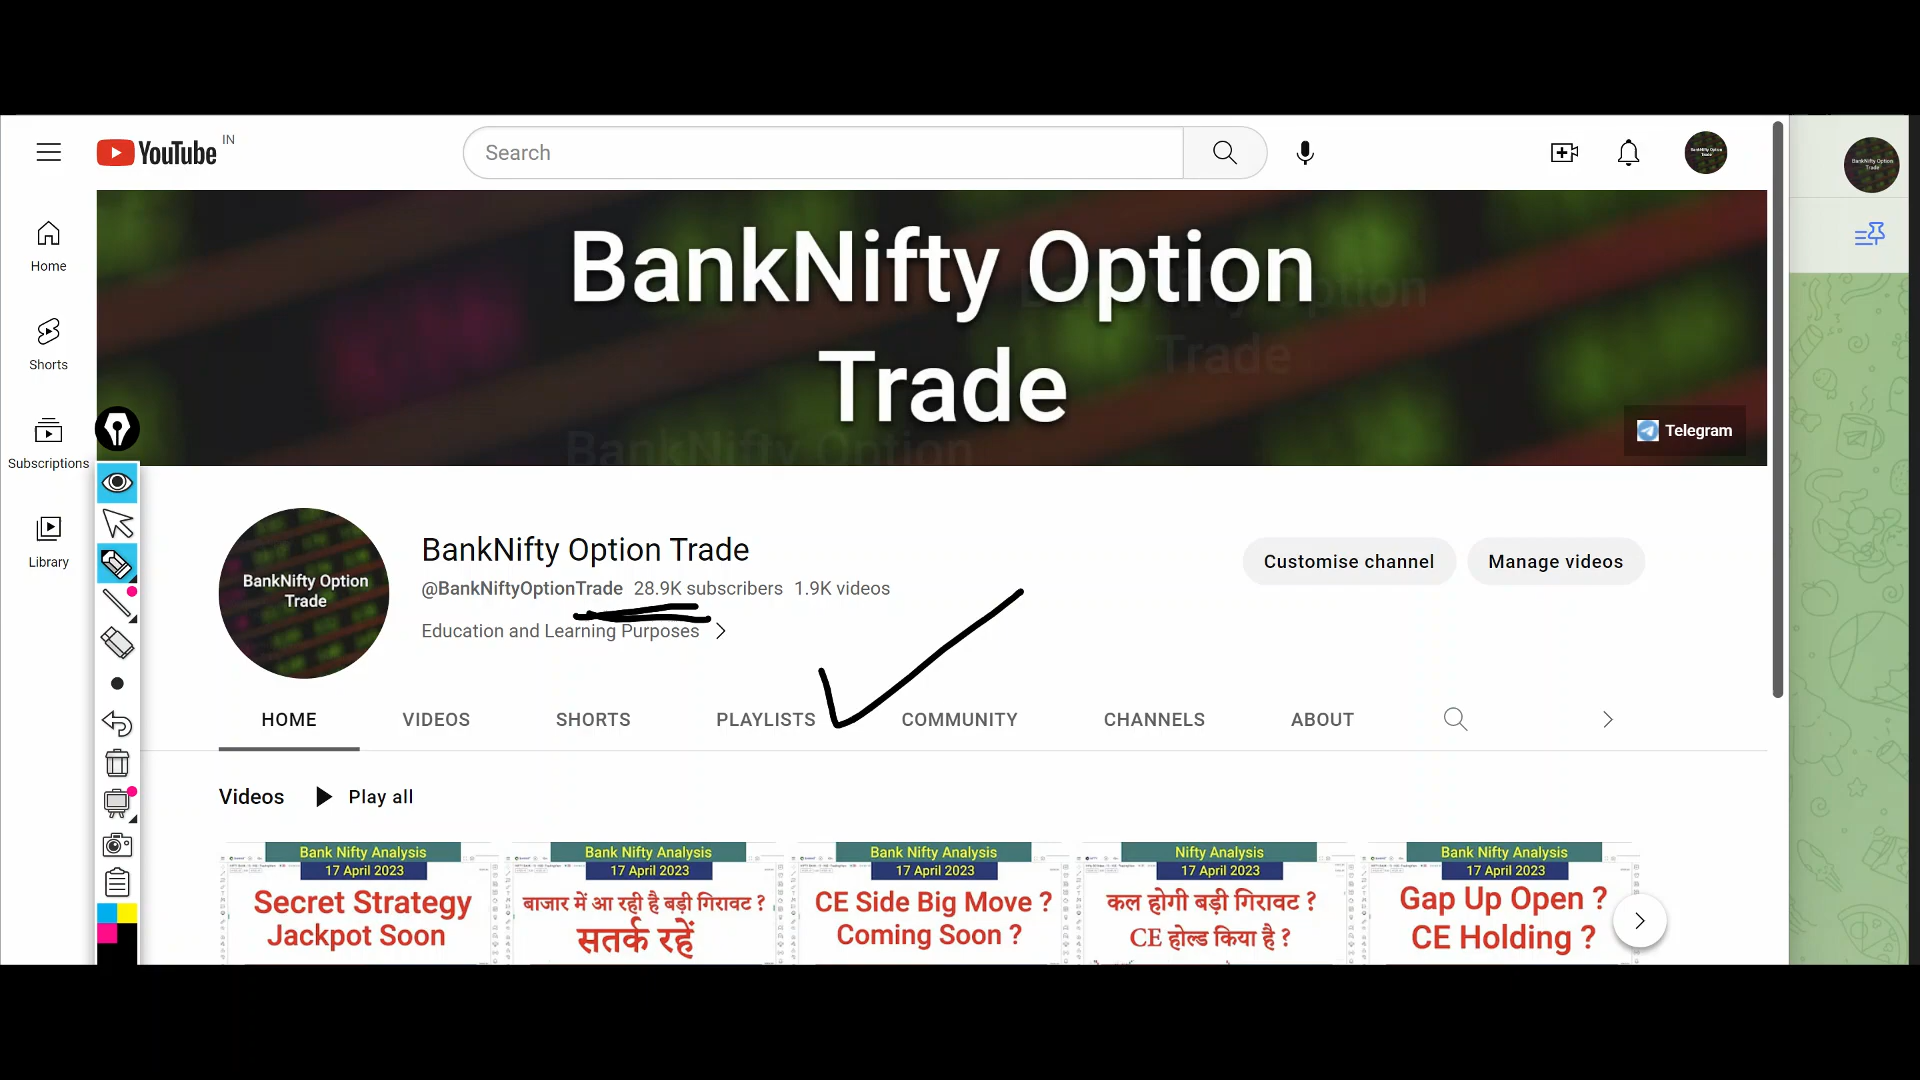 YouTube IN
Search
BankNifty Option
Trade
Telegram
Home
Shorts
Subscriptions
Library
BankNifty Option
Trade
BankNifty Option Trade
@BankNiftyOptionTrade 28.9K subscribers 1.9K videos
Education and Learning Purposes
Customise channel
Manage videos
HOME VIDEOS SHORTS PLAYLISTS COMMUNITY CHANNELS ABOUT
Videos Play all
Bank Nifty Analysis
17 April 2023
Secret Strategy
Jackpot Soon
Bank Nifty Analysis
17 April 2023
बाजार में आ रही है बड़ी गिरावट ?
सतर्क रहें
Bank Nifty Analysis
17 April 2023
CE Side Big Move ?
Coming Soon ?
Nifty Analysis
17 April 2023
कल होगी बड़ी गिरावट ?
CE होल्ड किया है ?
Bank Nifty Analysis
17 April 2023
Gap Up Open ?
CE Holding ?